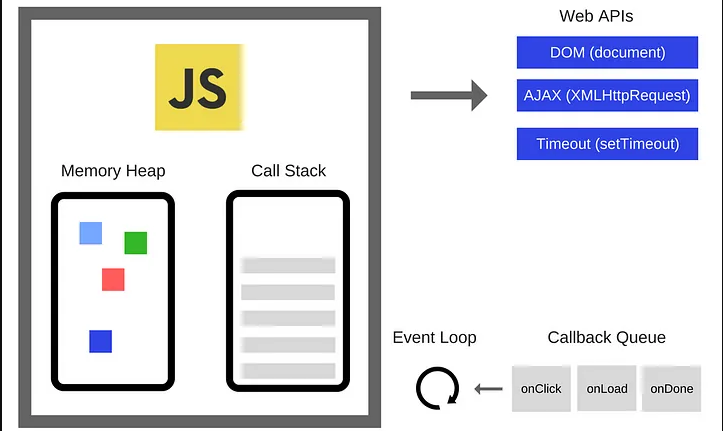 Web APIs
DOM (document)
AJAX (XMLHttpRequest)
Timeout (setTimeout)
JS
Memory Heap
Call Stack
Event Loop
Callback Queue
onClick
onLoad
onDone